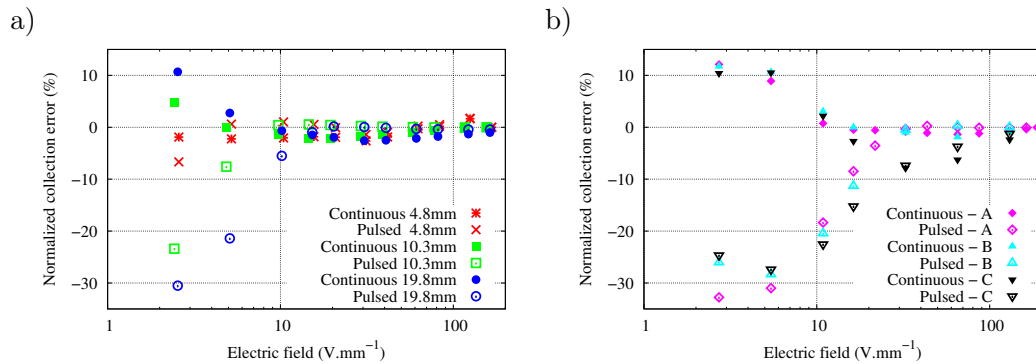 a)
Normalized collection error (%)
10
0
−10
−20
−30
Continuous 4.8mm
Pulsed 4.8mm
Continuous 10.3mm
Pulsed 10.3mm
Continuous 19.8mm
Pulsed 19.8mm
1 10 100
Electric field (V.mm⁻¹)
b)
Normalized collection error (%)
10
0
−10
−20
−30
Continuous − A
Pulsed − A
Continuous − B
Pulsed − B
Continuous − C
Pulsed − C
1 10 100
Electric field (V.mm⁻¹)